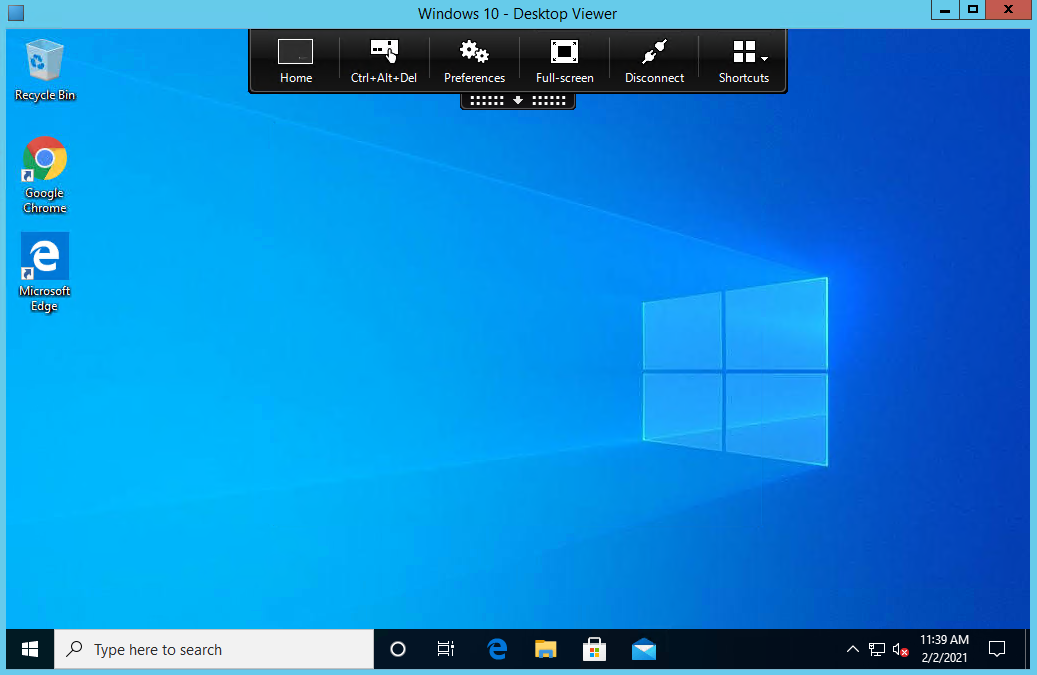 Windows 10 - Desktop Viewer
Home
Ctrl+Alt+Del
Preferences
Full-screen
Disconnect
Shortcuts
Recycle Bin
Google
Chrome
Microsoft
Edge
Type here to search
11:39 AM
2/2/2021